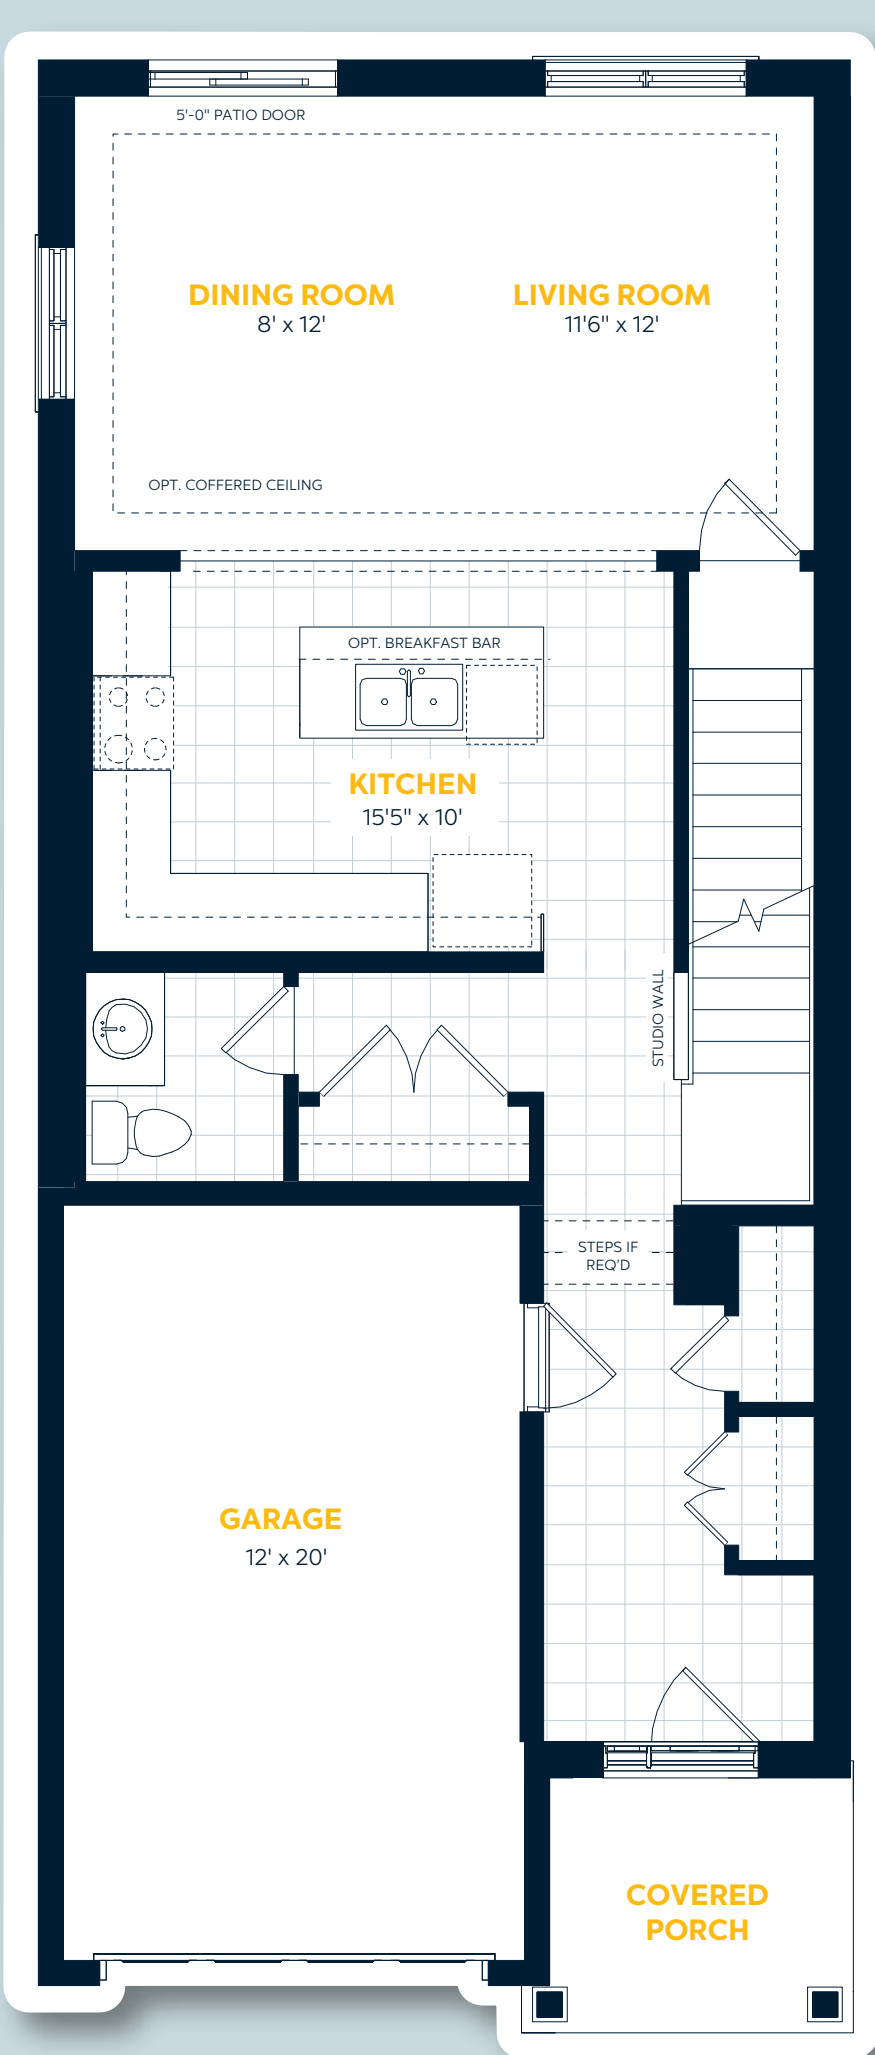 5'-0" PATIO DOOR
DINING ROOM
8' x 12'
LIVING ROOM
11'6" x 12'
OPT. COFFERED CEILING
OPT. BREAKFAST BAR
KITCHEN
15'5" x 10'
STUDIO WALL
STEPS IF
REQ'D
GARAGE
12' x 20'
COVERED
PORCH